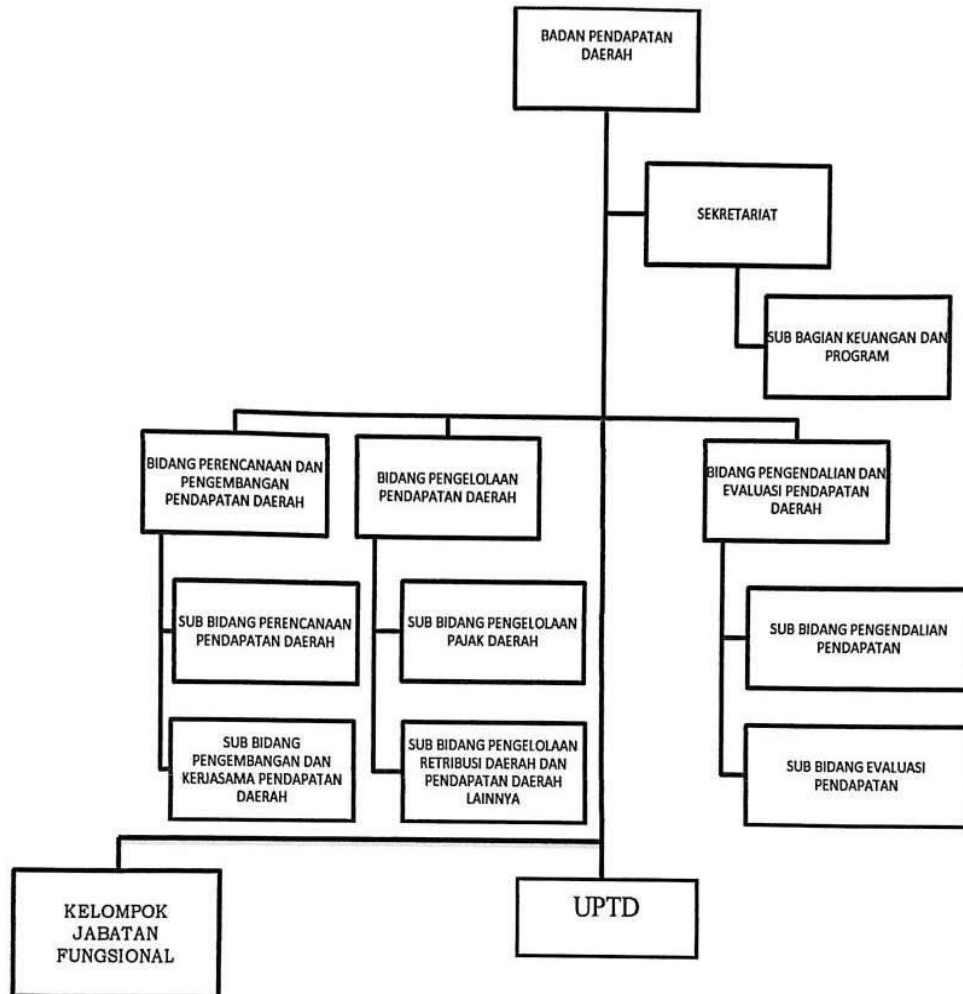 BADAN PENDAPATAN
DAERAH
SEKRETARIAT
SUB BAGIAN KEUANGAN DAN
PROGRAM
BIDANG PERENCANAAN DAN
PENGEMBANGAN
PENDAPATAN DAERAH
BIDANG PENGELOLAAN
PENDAPATAN DAERAH
BIDANG PENGENDALIAN DAN
EVALUASI PENDAPATAN
DAERAH
SUB BIDANG PERENCANAAN
PENDAPATAN DAERAH
SUB BIDANG PENGELOLAAN
PAJAK DAERAH
SUB BIDANG PENGENDALIAN
PENDAPATAN
SUB BIDANG
PENGEMBANGAN DAN
KERJASAMA PENDAPATAN
DAERAH
SUB BIDANG PENGELOLAAN
RETRIBUSI DAERAH DAN
PENDAPATAN DAERAH
LAINNYA
SUB BIDANG EVALUASI
PENDAPATAN
KELOMPOK
JABATAN
FUNGSIONAL
UPTD